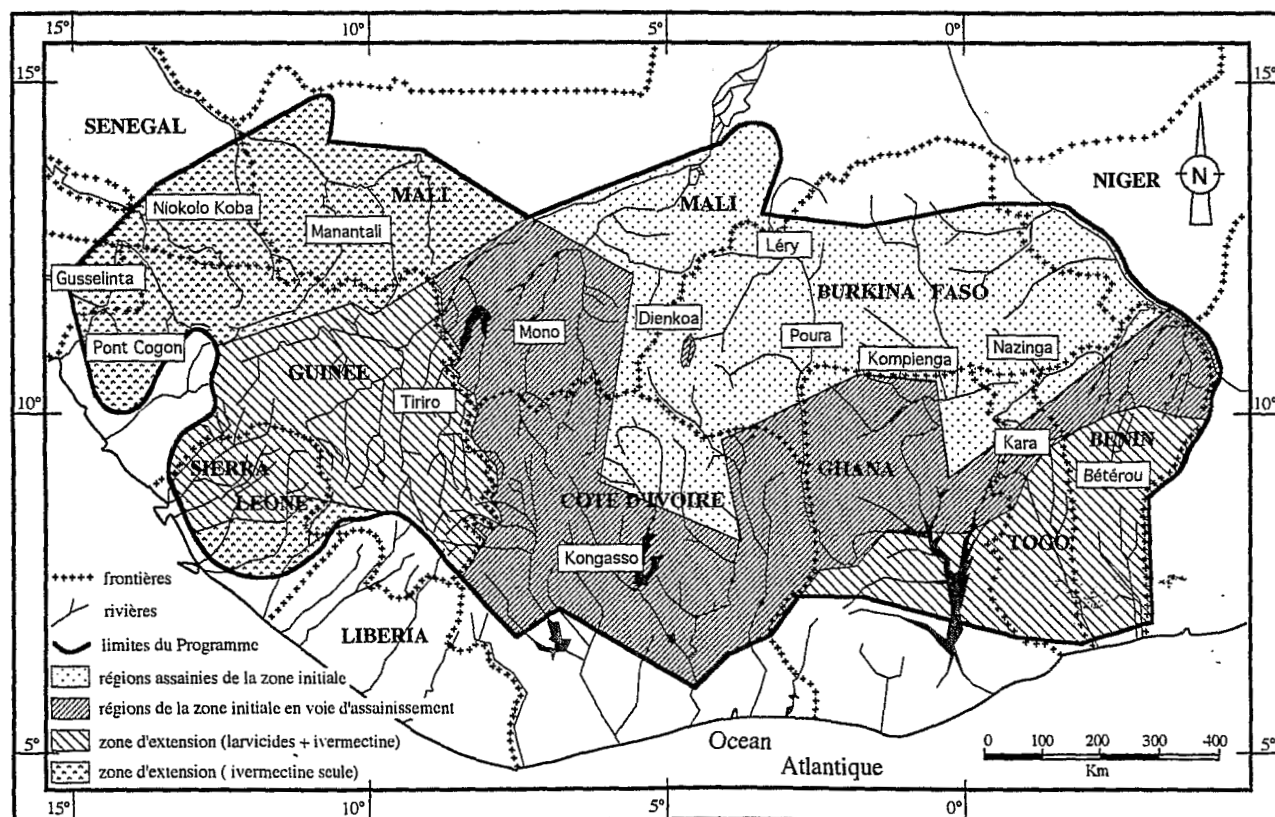 15° 10° 5° 0°
15° 15°
SENEGAL
NIGER
N
MALI
MALI
Niokolo Koba
Manantali
Léry
Gusselinta
BURKINA FASO
Dienkoa
Mono
Poura
Pont Cogon
Kompienga
Nazinga
GUINEE
Tiriro
10° 10°
Kara
BENIN
SIERRA
LEONE
GHANA
Bétérou
COTE D'IVOIRE
TOGO
Kongasso
LIBERIA
frontières
rivières
limites du Programme
régions assainies de la zone initiale
régions de la zone initiale en voie d'assainissement
zone d'extension (larvicides + ivermectine)
zone d'extension ( ivermectine seule)
Ocean
Atlantique
0 100 200 300 400
Km
5° 5°
15° 10° 5° 0°